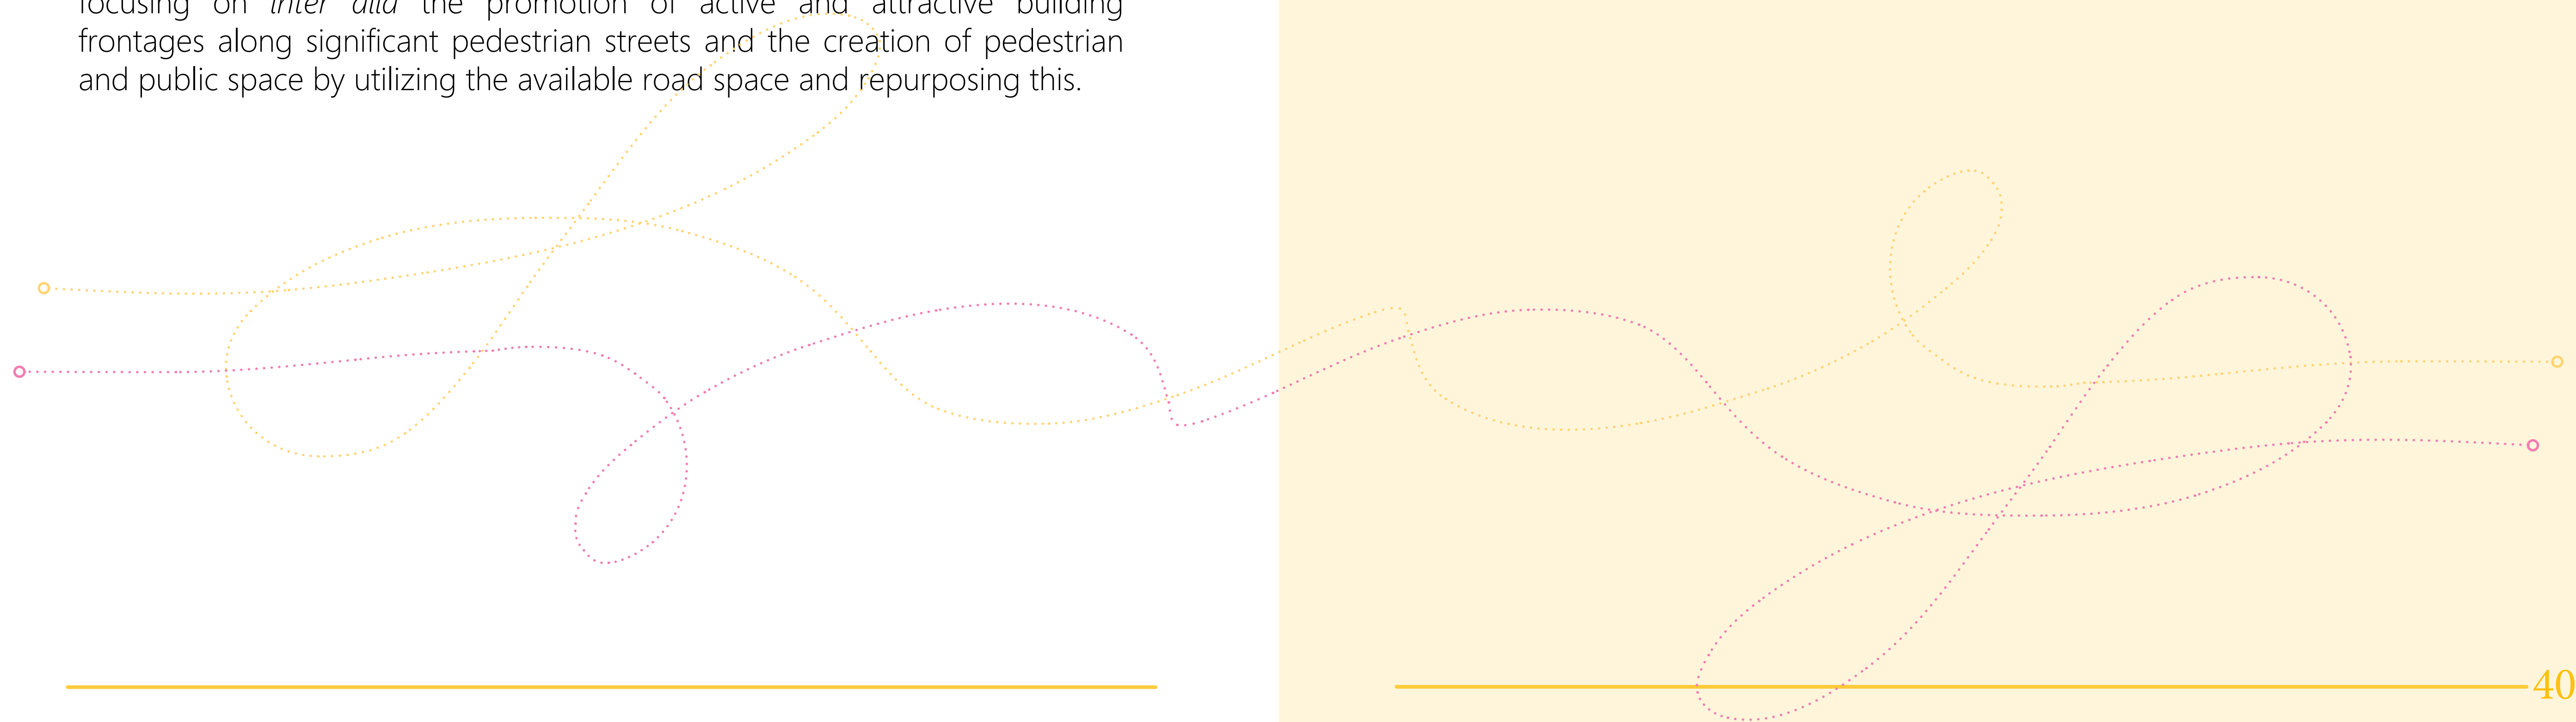 focusing on inter alia the promotion of active and attractive building
frontages along significant pedestrian streets and the creation of pedestrian
and public space by utilizing the available road space and repurposing this.
40